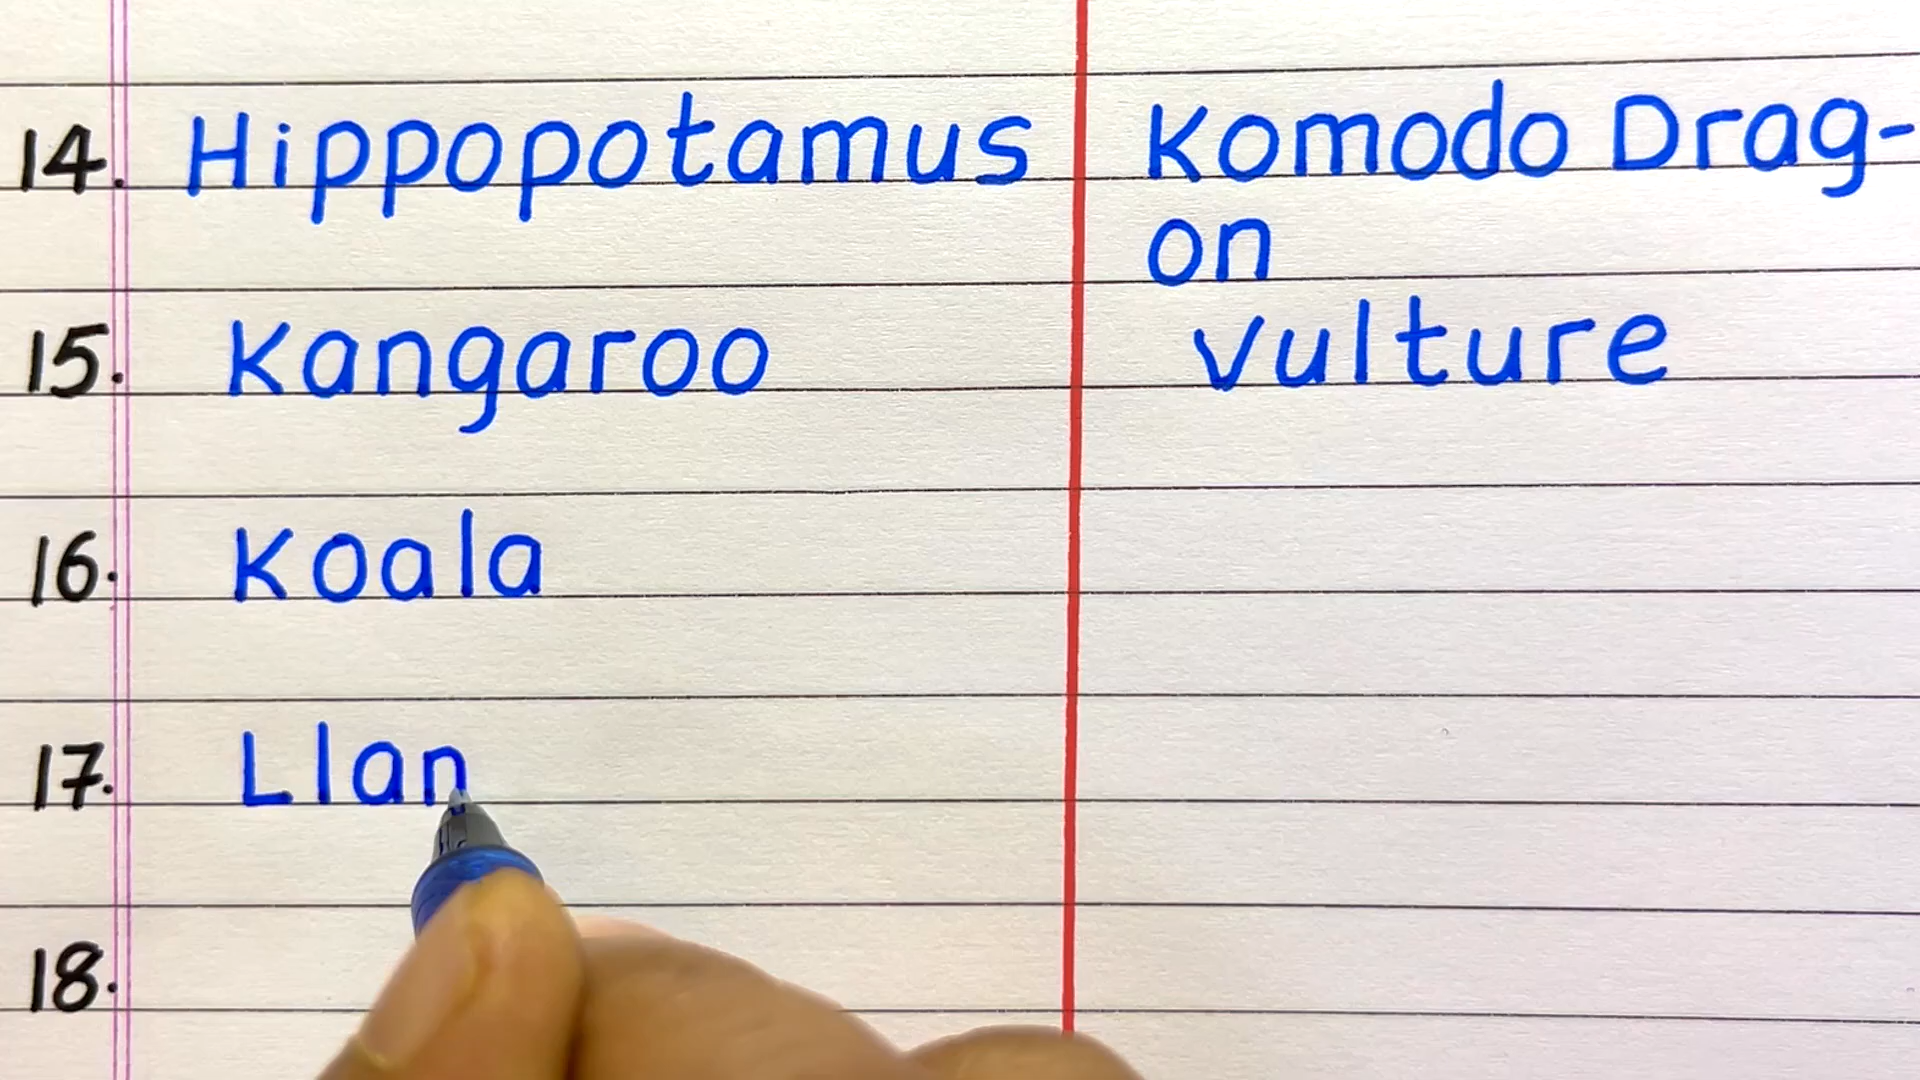 14. Hippopotamus Komodo Drag-
on
15. Kangaroo vulture
16. Koala
17. Llan
18.